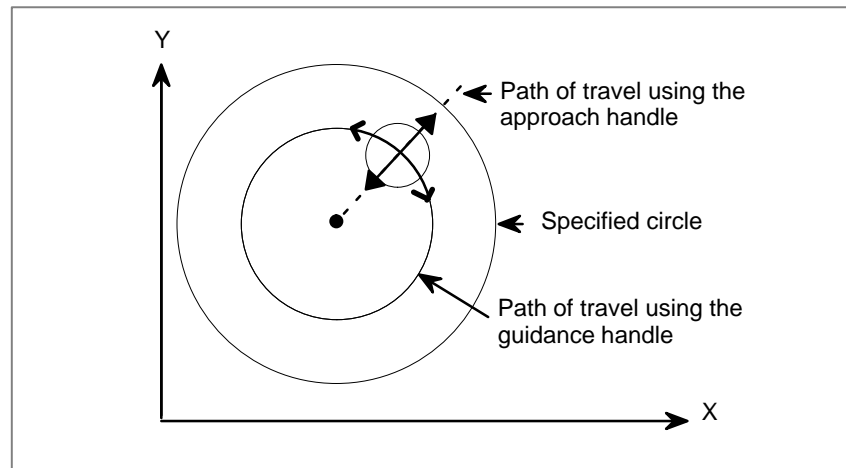 Y
Path of travel using the
approach handle
Specified circle
Path of travel using the
guidance handle
X